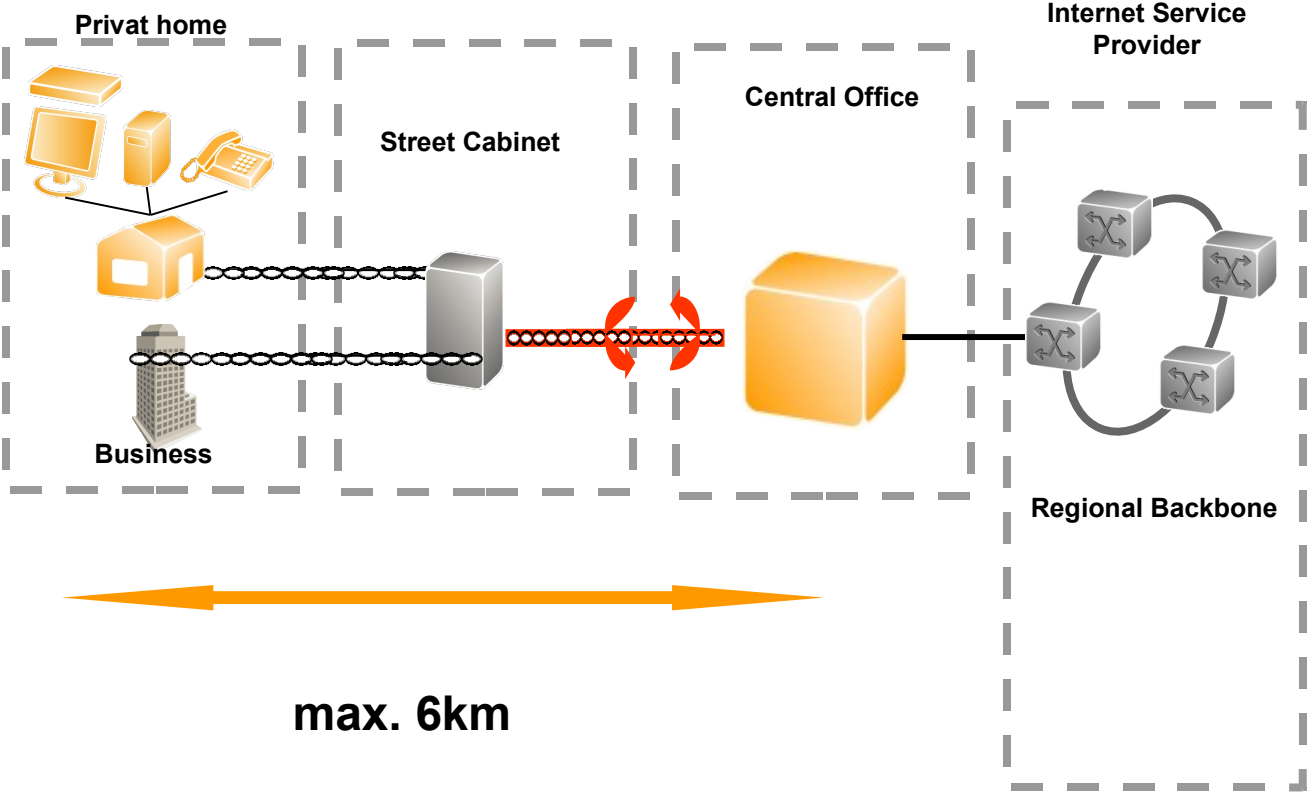 Privat home
Internet Service
Provider
Central Office
Street Cabinet
Business
Regional Backbone
max. 6km